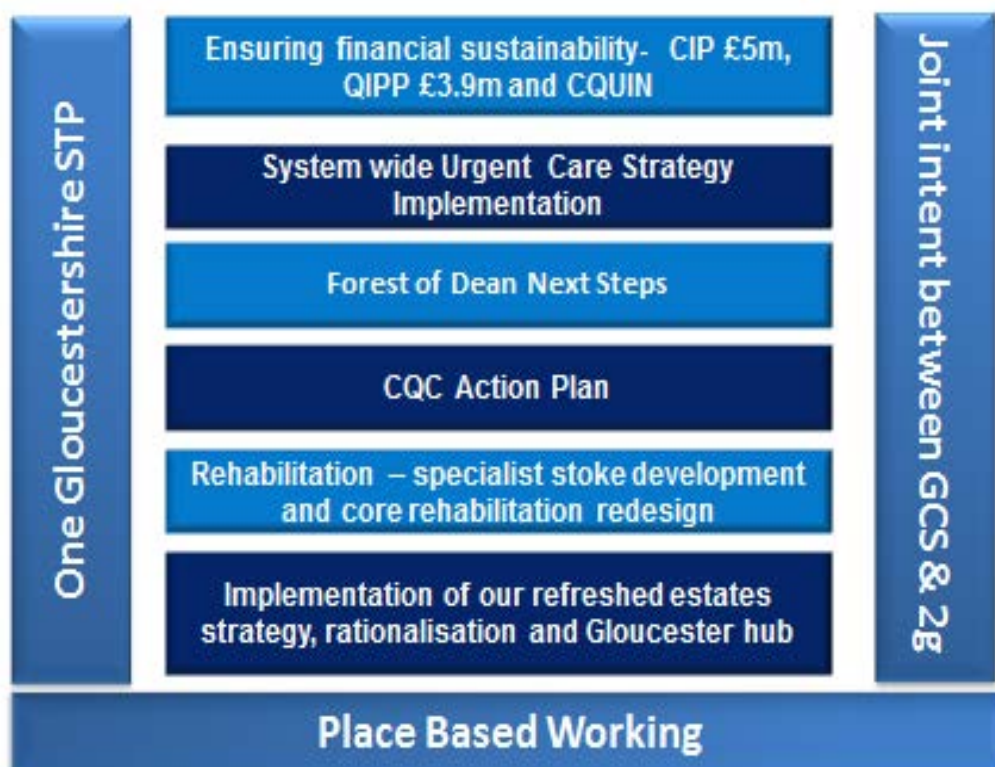 One Gloucestershire STP
Ensuring financial sustainability- CIP £5m,
QIPP £3.9m and CQUIN
System wide Urgent Care Strategy
Implementation
Forest of Dean Next Steps
CQC Action Plan
Rehabilitation – specialist stoke development
and core rehabilitation redesign
Implementation of our refreshed estates
strategy, rationalisation and Gloucester hub
Joint intent between GCS & 2g
Place Based Working